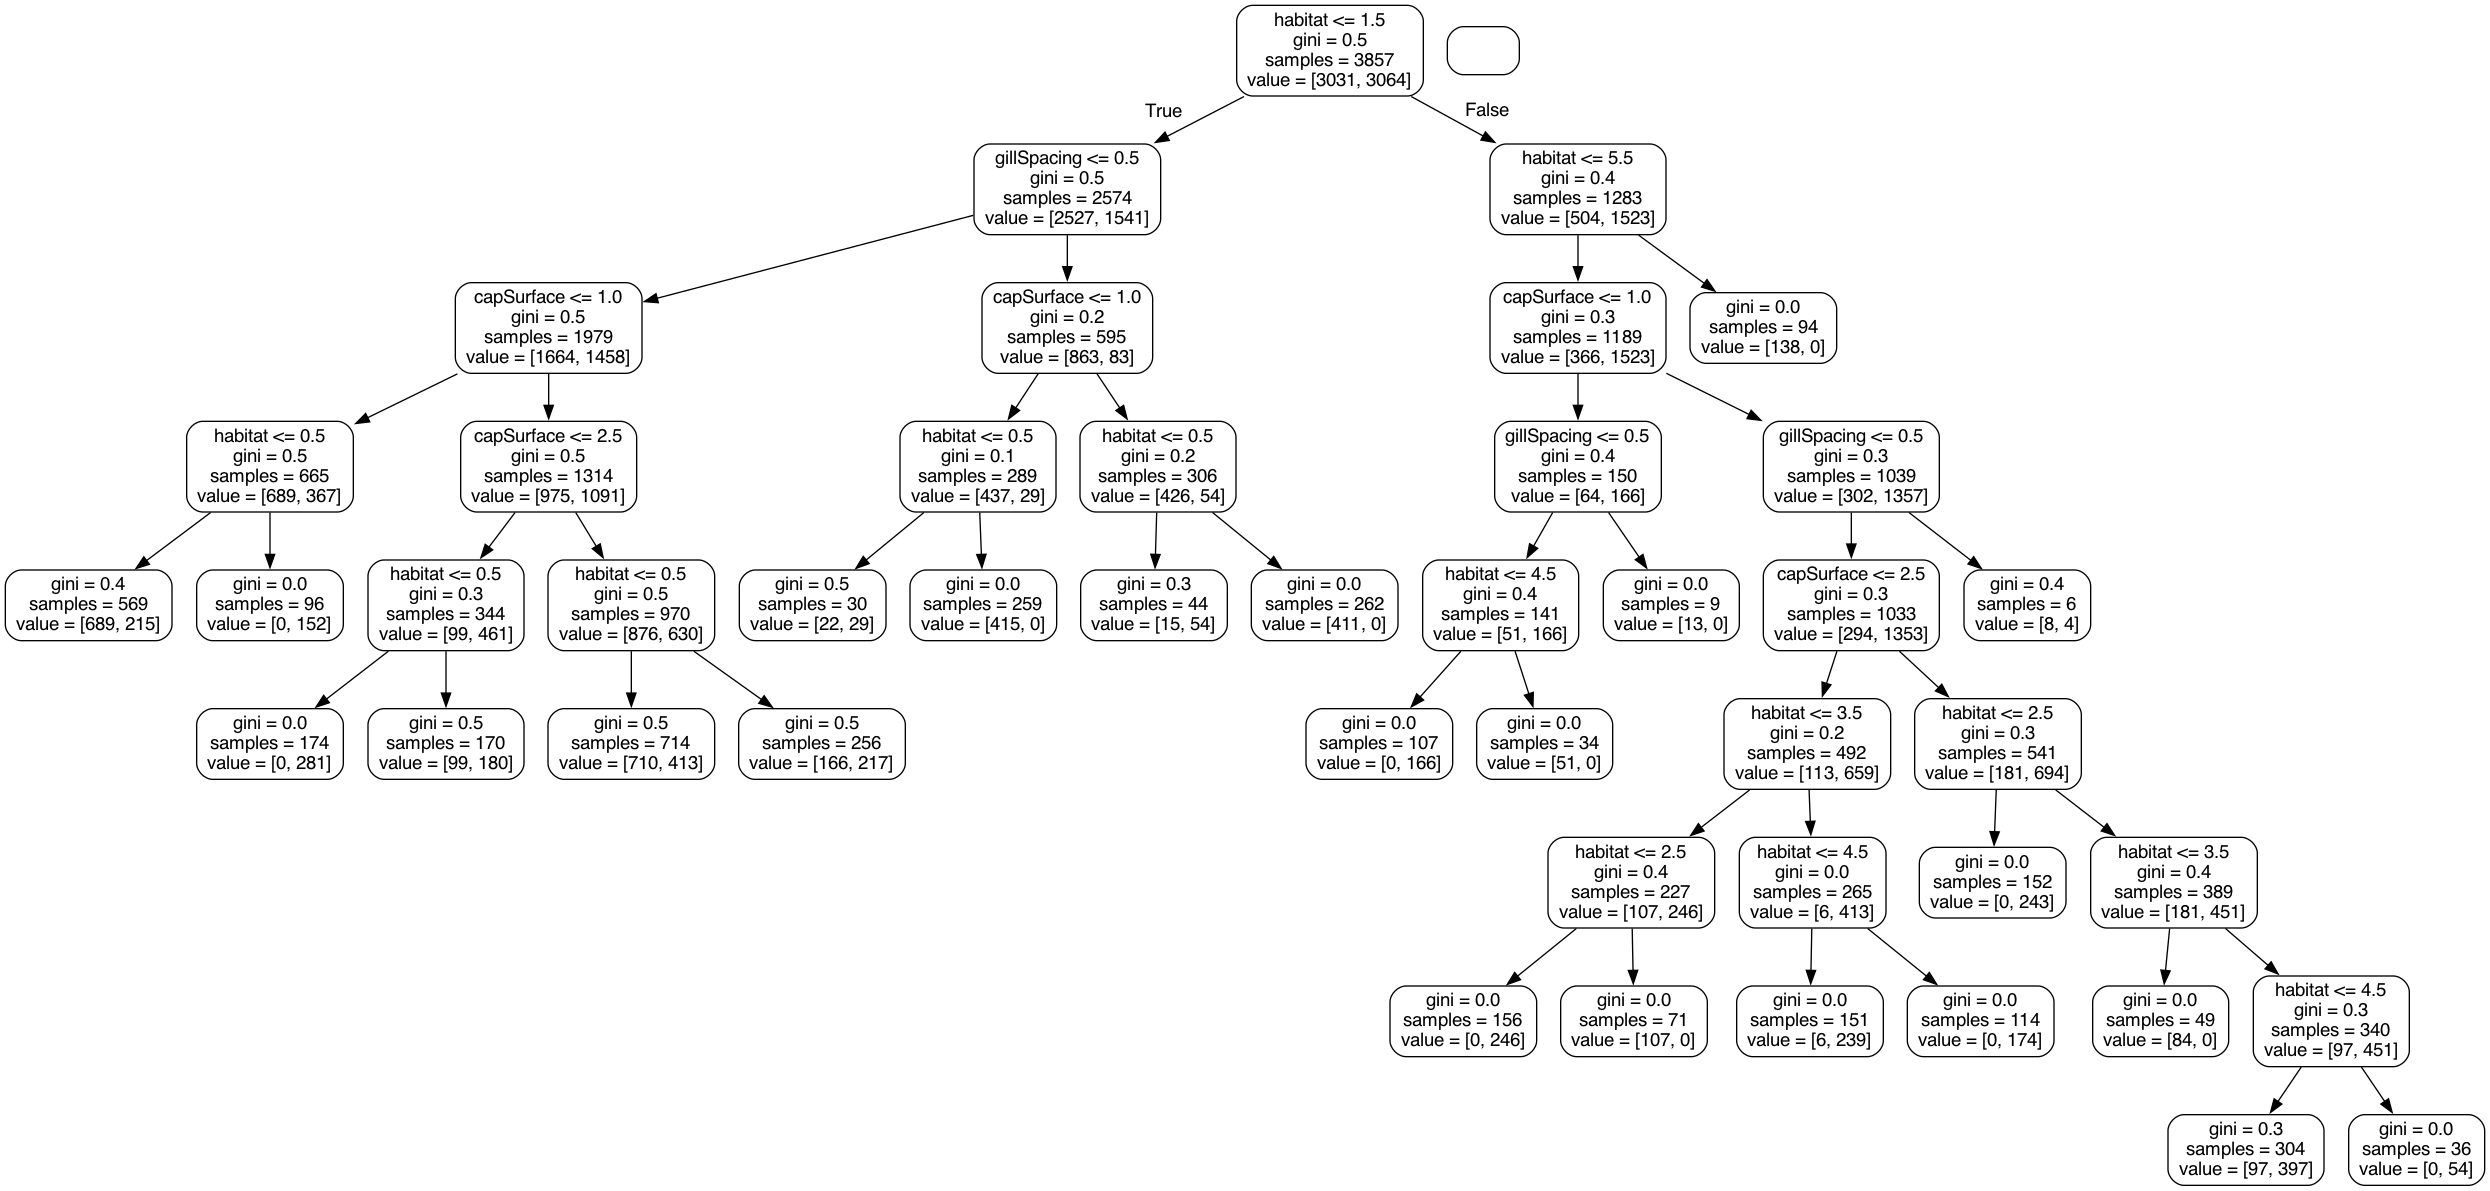 habitat <= 1.5
gini = 0.5
samples = 3857
value = [3031, 3064]
True
False
gillSpacing <= 0.5
gini = 0.5
samples = 2574
value = [2527, 1541]
habitat <= 5.5
gini = 0.4
samples = 1283
value = [504, 1523]
capSurface <= 1.0
gini = 0.5
samples = 1979
value = [1664, 1458]
capSurface <= 1.0
gini = 0.2
samples = 595
value = [863, 83]
capSurface <= 1.0
gini = 0.3
samples = 1189
value = [366, 1523]
gini = 0.0
samples = 94
value = [138, 0]
habitat <= 0.5
gini = 0.5
samples = 665
value = [689, 367]
capSurface <= 2.5
gini = 0.5
samples = 1314
value = [975, 1091]
habitat <= 0.5
gini = 0.1
samples = 289
value = [437, 29]
habitat <= 0.5
gini = 0.2
samples = 306
value = [426, 54]
gillSpacing <= 0.5
gini = 0.4
samples = 150
value = [64, 166]
gillSpacing <= 0.5
gini = 0.3
samples = 1039
value = [302, 1357]
gini = 0.4
samples = 569
value = [689, 215]
gini = 0.0
samples = 96
value = [0, 152]
habitat <= 0.5
gini = 0.3
samples = 344
value = [99, 461]
habitat <= 0.5
gini = 0.5
samples = 970
value = [876, 630]
gini = 0.5
samples = 30
value = [22, 29]
gini = 0.0
samples = 259
value = [415, 0]
gini = 0.3
samples = 44
value = [15, 54]
gini = 0.0
samples = 262
value = [411, 0]
habitat <= 4.5
gini = 0.4
samples = 141
value = [51, 166]
gini = 0.0
samples = 9
value = [13, 0]
capSurface <= 2.5
gini = 0.3
samples = 1033
value = [294, 1353]
gini = 0.4
samples = 6
value = [8, 4]
gini = 0.0
samples = 174
value = [0, 281]
gini = 0.5
samples = 170
value = [99, 180]
gini = 0.5
samples = 714
value = [710, 413]
gini = 0.5
samples = 256
value = [166, 217]
gini = 0.0
samples = 107
value = [0, 166]
gini = 0.0
samples = 34
value = [51, 0]
habitat <= 3.5
gini = 0.2
samples = 492
value = [113, 659]
habitat <= 2.5
gini = 0.3
samples = 541
value = [181, 694]
habitat <= 2.5
gini = 0.4
samples = 227
value = [107, 246]
habitat <= 4.5
gini = 0.0
samples = 265
value = [6, 413]
gini = 0.0
samples = 152
value = [0, 243]
habitat <= 3.5
gini = 0.4
samples = 389
value = [181, 451]
gini = 0.0
samples = 156
value = [0, 246]
gini = 0.0
samples = 71
value = [107, 0]
gini = 0.0
samples = 151
value = [6, 239]
gini = 0.0
samples = 114
value = [0, 174]
gini = 0.0
samples = 49
value = [84, 0]
habitat <= 4.5
gini = 0.3
samples = 340
value = [97, 451]
gini = 0.3
samples = 304
value = [97, 397]
gini = 0.0
samples = 36
value = [0, 54]